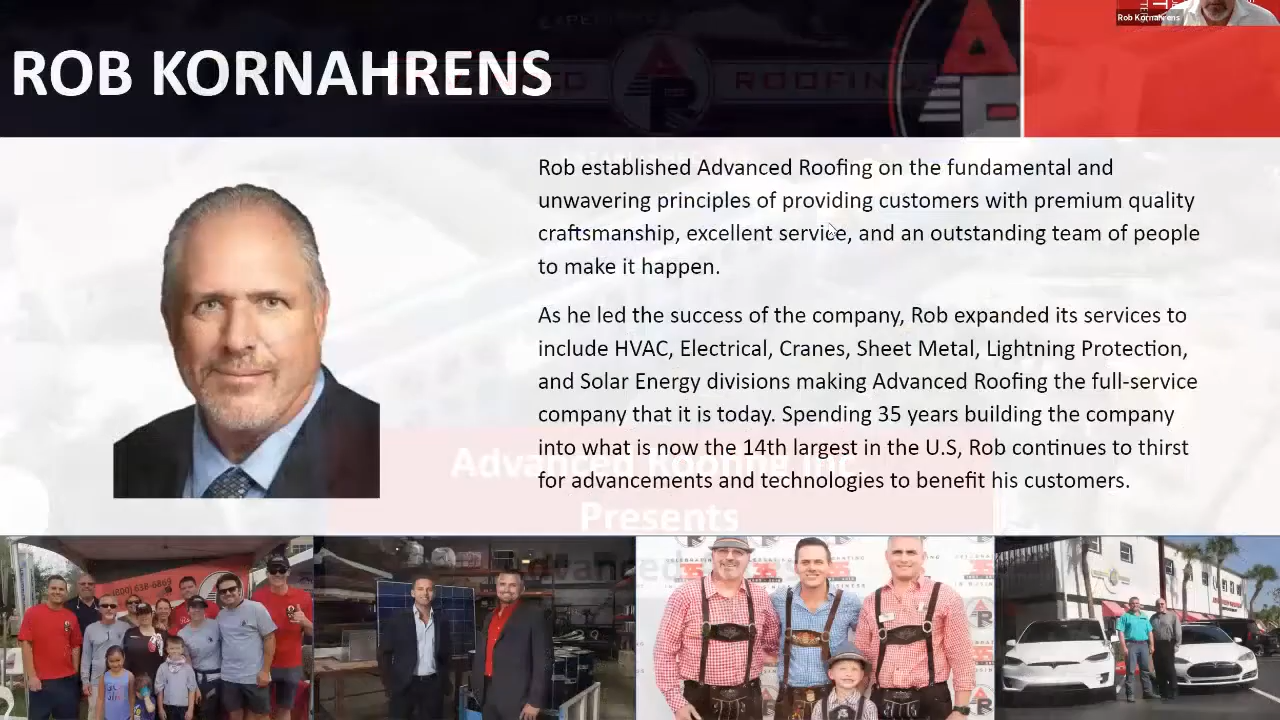 Rob Kornahrens
ROB KORNAHRENS
ROOFING
Rob established Advanced Roofing on the fundamental and
unwavering principles of providing customers with premium quality
craftsmanship, excellent service, and an outstanding team of people
to make it happen.
As he led the success of the company, Rob expanded its services to
include HVAC, Electrical, Cranes, Sheet Metal, Lightning Protection,
and Solar Energy divisions making Advanced Roofing the full-service
company that it is today. Spending 35 years building the company
into what is now the 14th largest in the U.S, Rob continues to thirst
for advancements and technologies to benefit his customers.
Advanced Roofing Inc.
Presents